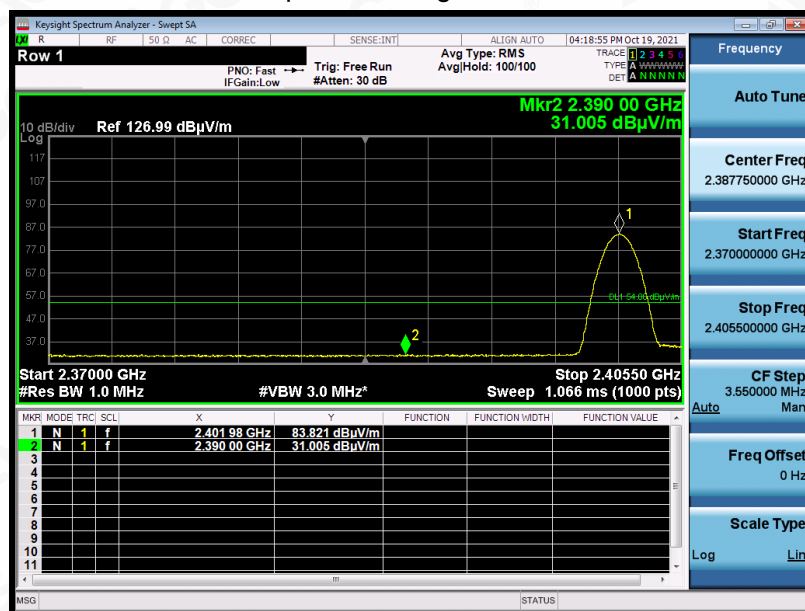 Keysight Spectrum Analyzer - Swept SA
LXI R RF 50 Ω AC CORREC SENSE:INT ALIGN AUTO 04:18:55 PM Oct 19, 2021
Row 1
PNO: Fast
IFGain:Low
Trig: Free Run
#Atten: 30 dB
Avg Type: RMS
Avg|Hold: 100/100
TRACE 1 2 3 4 5 6
TYPE A WWWWW
DET A N N N N N
Mkr2 2.390 00 GHz
31.005 dBµV/m
10 dB/div Ref 126.99 dBµV/m
Log
117
107
97.0
87.0
77.0
67.0
57.0
47.0
37.0
1
DL1 54.00 dBµV/m
2
Start 2.37000 GHz Stop 2.40550 GHz
#Res BW 1.0 MHz #VBW 3.0 MHz* Sweep 1.066 ms (1000 pts)
MKR MODE TRC SCL X Y FUNCTION FUNCTION WIDTH FUNCTION VALUE
1 N 1 f 2.401 98 GHz 83.821 dBµV/m
2 N 1 f 2.390 00 GHz 31.005 dBµV/m
3
4
5
6
7
8
9
10
11
MSG STATUS
Frequency
Auto Tune
Center Freq
2.387750000 GHz
Start Freq
2.370000000 GHz
Stop Freq
2.405500000 GHz
CF Step
3.550000 MHz
Auto Man
Freq Offset
0 Hz
Scale Type
Log Lin